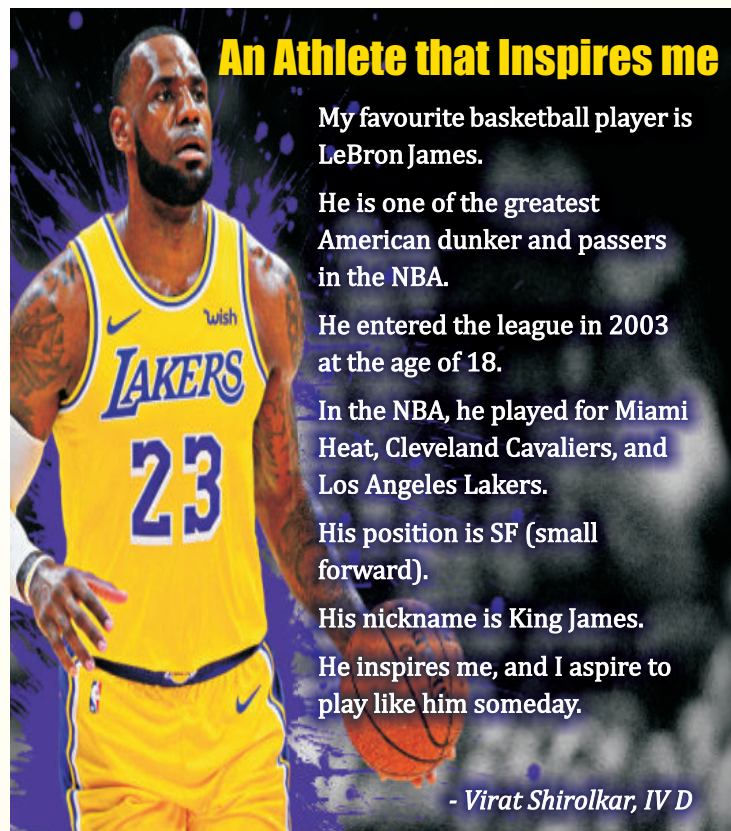 An Athlete that Inspires me
My favourite basketball player is
LeBron James.
He is one of the greatest
American dunker and passers
in the NBA.
He entered the league in 2003
at the age of 18.
In the NBA, he played for Miami
Heat, Cleveland Cavaliers, and
Los Angeles Lakers.
His position is SF (small
forward).
His nickname is King James.
He inspires me, and I aspire to
play like him someday.
- Virat Shirolkar, IV D
wish
LAKERS
23